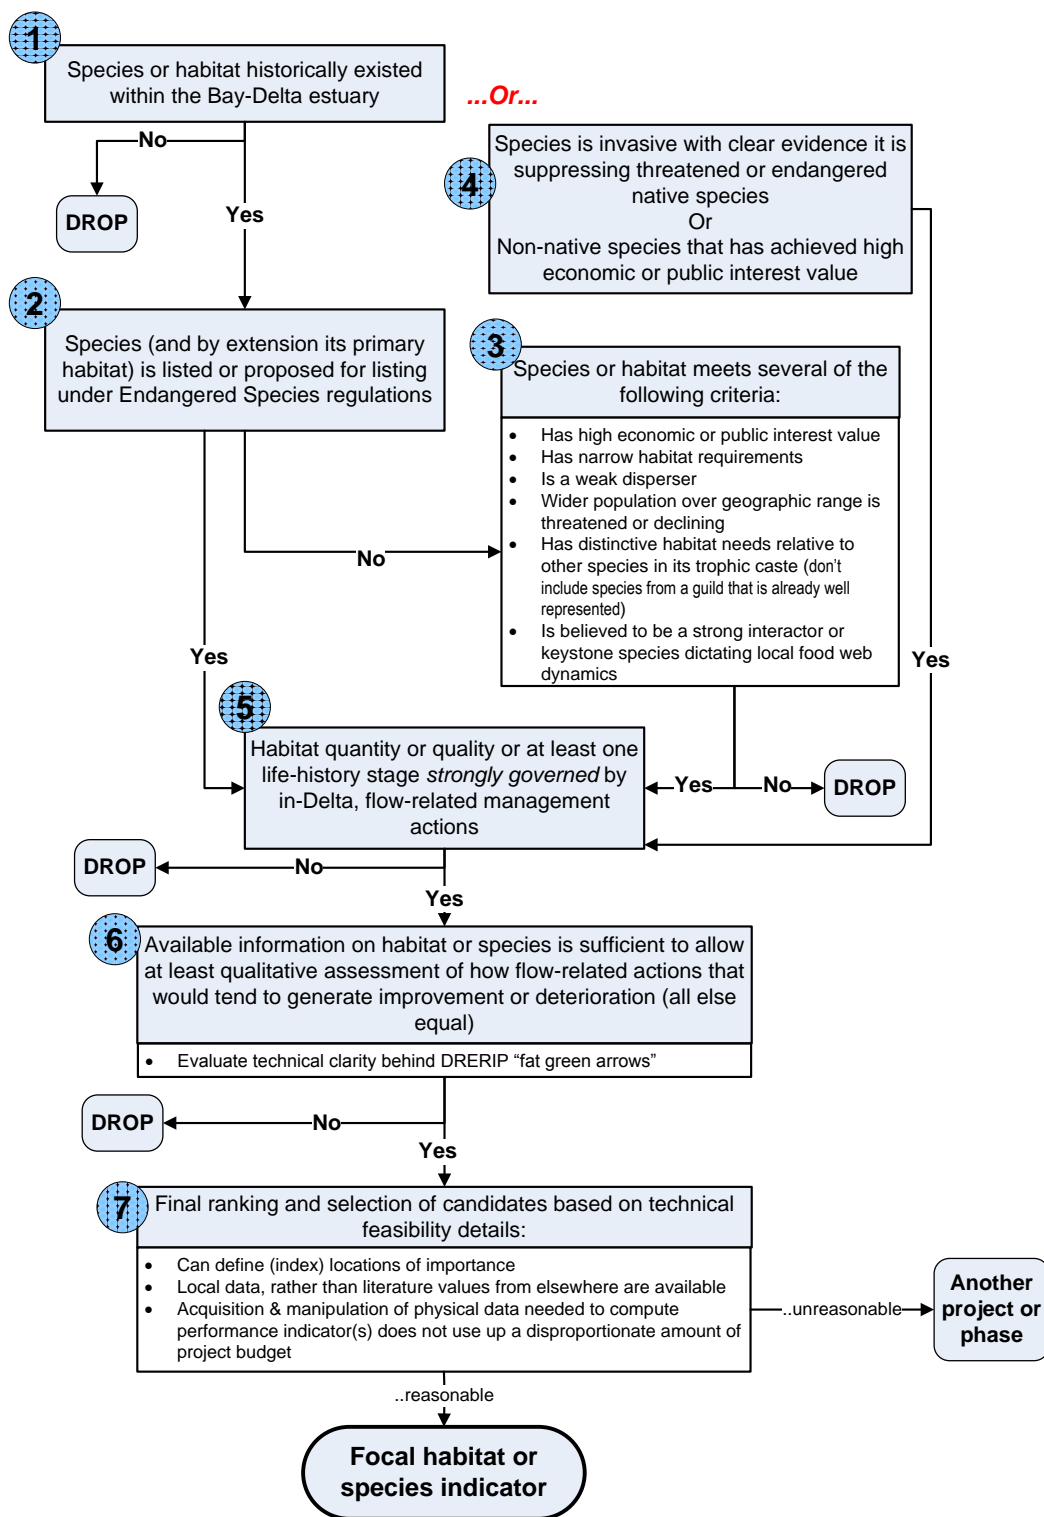 1
Species or habitat historically existed
within the Bay-Delta estuary
...Or...
No
DROP
Yes
4
Species is invasive with clear evidence it is
suppressing threatened or endangered
native species
Or
Non-native species that has achieved high
economic or public interest value
2
Species (and by extension its primary
habitat) is listed or proposed for listing
under Endangered Species regulations
3
Species or habitat meets several of the
following criteria:
• Has high economic or public interest value
• Has narrow habitat requirements
• Is a weak disperser
• Wider population over geographic range is
threatened or declining
• Has distinctive habitat needs relative to
other species in its trophic caste (don't
include species from a guild that is already well
represented)
• Is believed to be a strong interactor or
keystone species dictating local food web
dynamics
No
Yes
Yes
5
Habitat quantity or quality or at least one
life-history stage strongly governed by
in-Delta, flow-related management
actions
Yes
No
DROP
DROP
No
Yes
6
Available information on habitat or species is sufficient to allow
at least qualitative assessment of how flow-related actions that
would tend to generate improvement or deterioration (all else
equal)
• Evaluate technical clarity behind DRERIP “fat green arrows”
DROP
No
Yes
7
Final ranking and selection of candidates based on technical
feasibility details:
• Can define (index) locations of importance
• Local data, rather than literature values from elsewhere are available
• Acquisition & manipulation of physical data needed to compute
performance indicator(s) does not use up a disproportionate amount of
project budget
..unreasonable
Another
project or
phase
..reasonable
Focal habitat or
species indicator